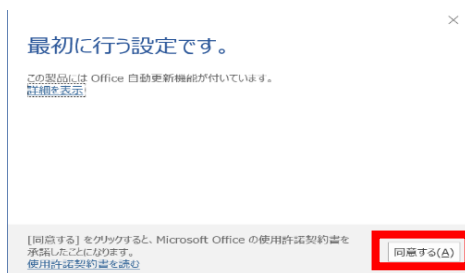 最初に行う設定です。
この製品には Office 自動更新機能が付いています。
詳細を表示
[同意する] をクリックすると、Microsoft Office の使用許諾契約書を
承諾したことになります。
使用許諾契約書を読む
同意する(A)